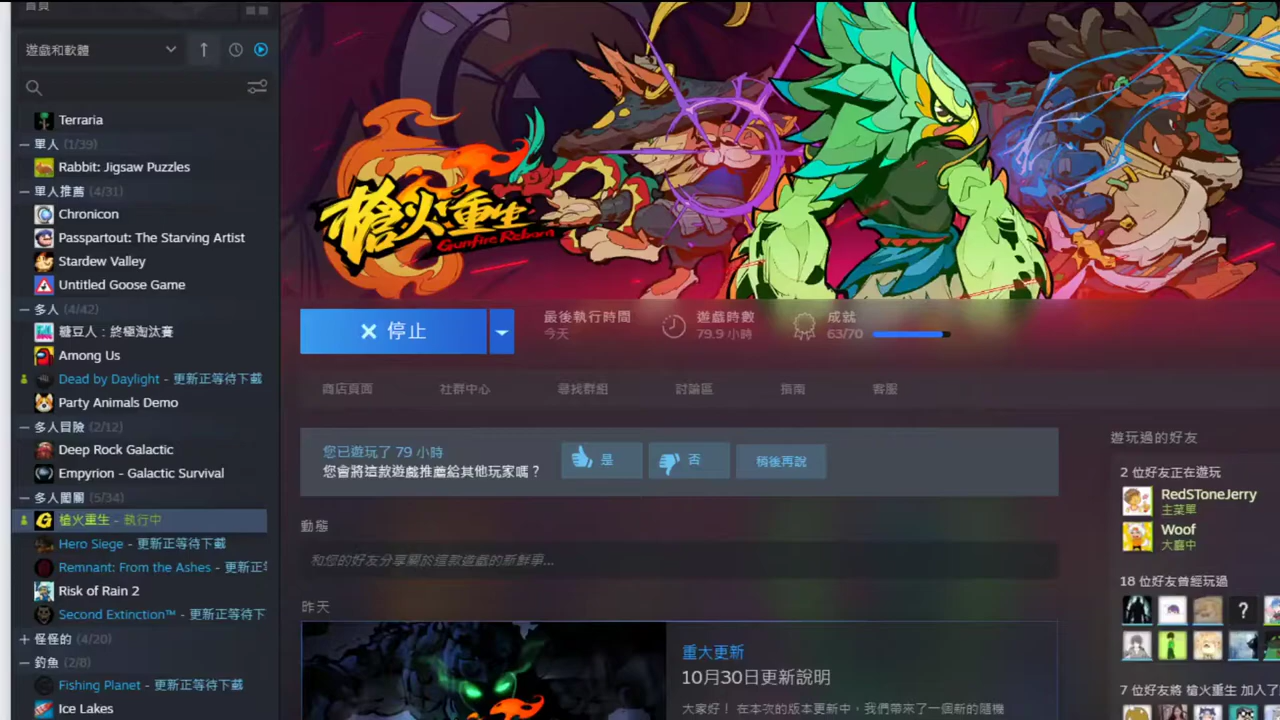 首頁
遊戲和軟體
Terraria
單人 (1/39)
Rabbit: Jigsaw Puzzles
單人推薦 (4/31)
Chronicon
Passpartout: The Starving Artist
Stardew Valley
Untitled Goose Game
多人 (4/42)
糖豆人：終極淘汰賽
Among Us
Dead by Daylight - 更新正等待下載
Party Animals Demo
多人冒險 (2/12)
Deep Rock Galactic
Empyrion - Galactic Survival
多人闖關 (5/34)
槍火重生 - 執行中
Hero Siege - 更新正等待下載
Remnant: From the Ashes - 更新正等
Risk of Rain 2
Second Extinction™ - 更新正等待下
怪怪的 (4/20)
釣魚 (2/8)
Fishing Planet - 更新正等待下載
Ice Lakes
槍火重生
Gunfire Reborn
停止
最後執行時間
今天
遊戲時數
79.9 小時
成就
63/70
商店頁面
社群中心
尋找群組
討論區
指南
客服
您已遊玩了 79 小時
您會將這款遊戲推薦給其他玩家嗎？
是
否
稍後再說
動態
和您的好友分享關於這款遊戲的新鮮事...
昨天
重大更新
10月30日更新說明
大家好！ 在本次的版本更新中，我們帶來了一個新的隨機
遊玩過的好友
2 位好友正在遊玩
RedSToneJerry
主菜單
Woof
大廳中
18 位好友曾經玩過
?
7 位好友將 槍火重生 加入了